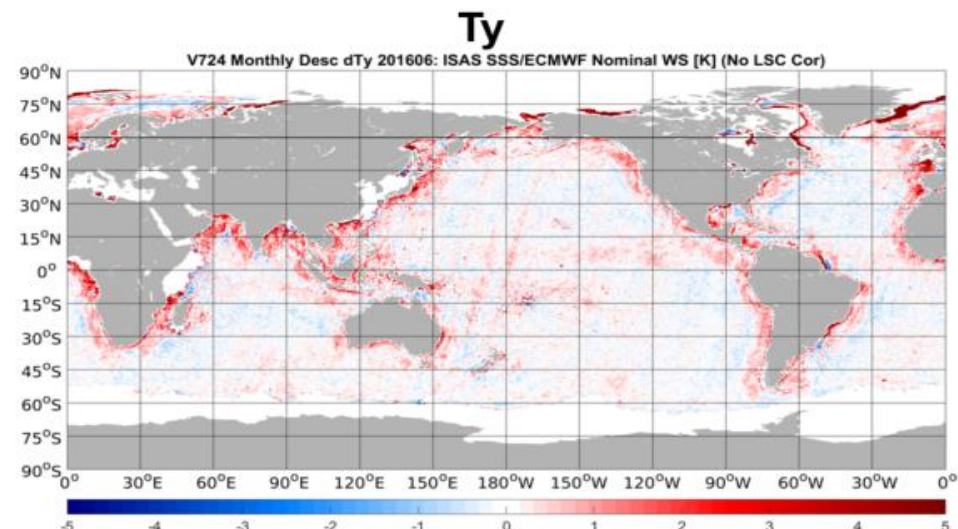 Ty
V724 Monthly Desc dTy 201606: ISAS SSS/ECMWF Nominal WS [K] (No LSC Cor)
90°N
75°N
60°N
45°N
30°N
15°N
0°
15°S
30°S
45°S
60°S
75°S
90°S
0°E 30°E 60°E 90°E 120°E 150°E 180°W 150°W 120°W 90°W 60°W 30°W 0°
-5 -4 -3 -2 -1 0 1 2 3 4 5